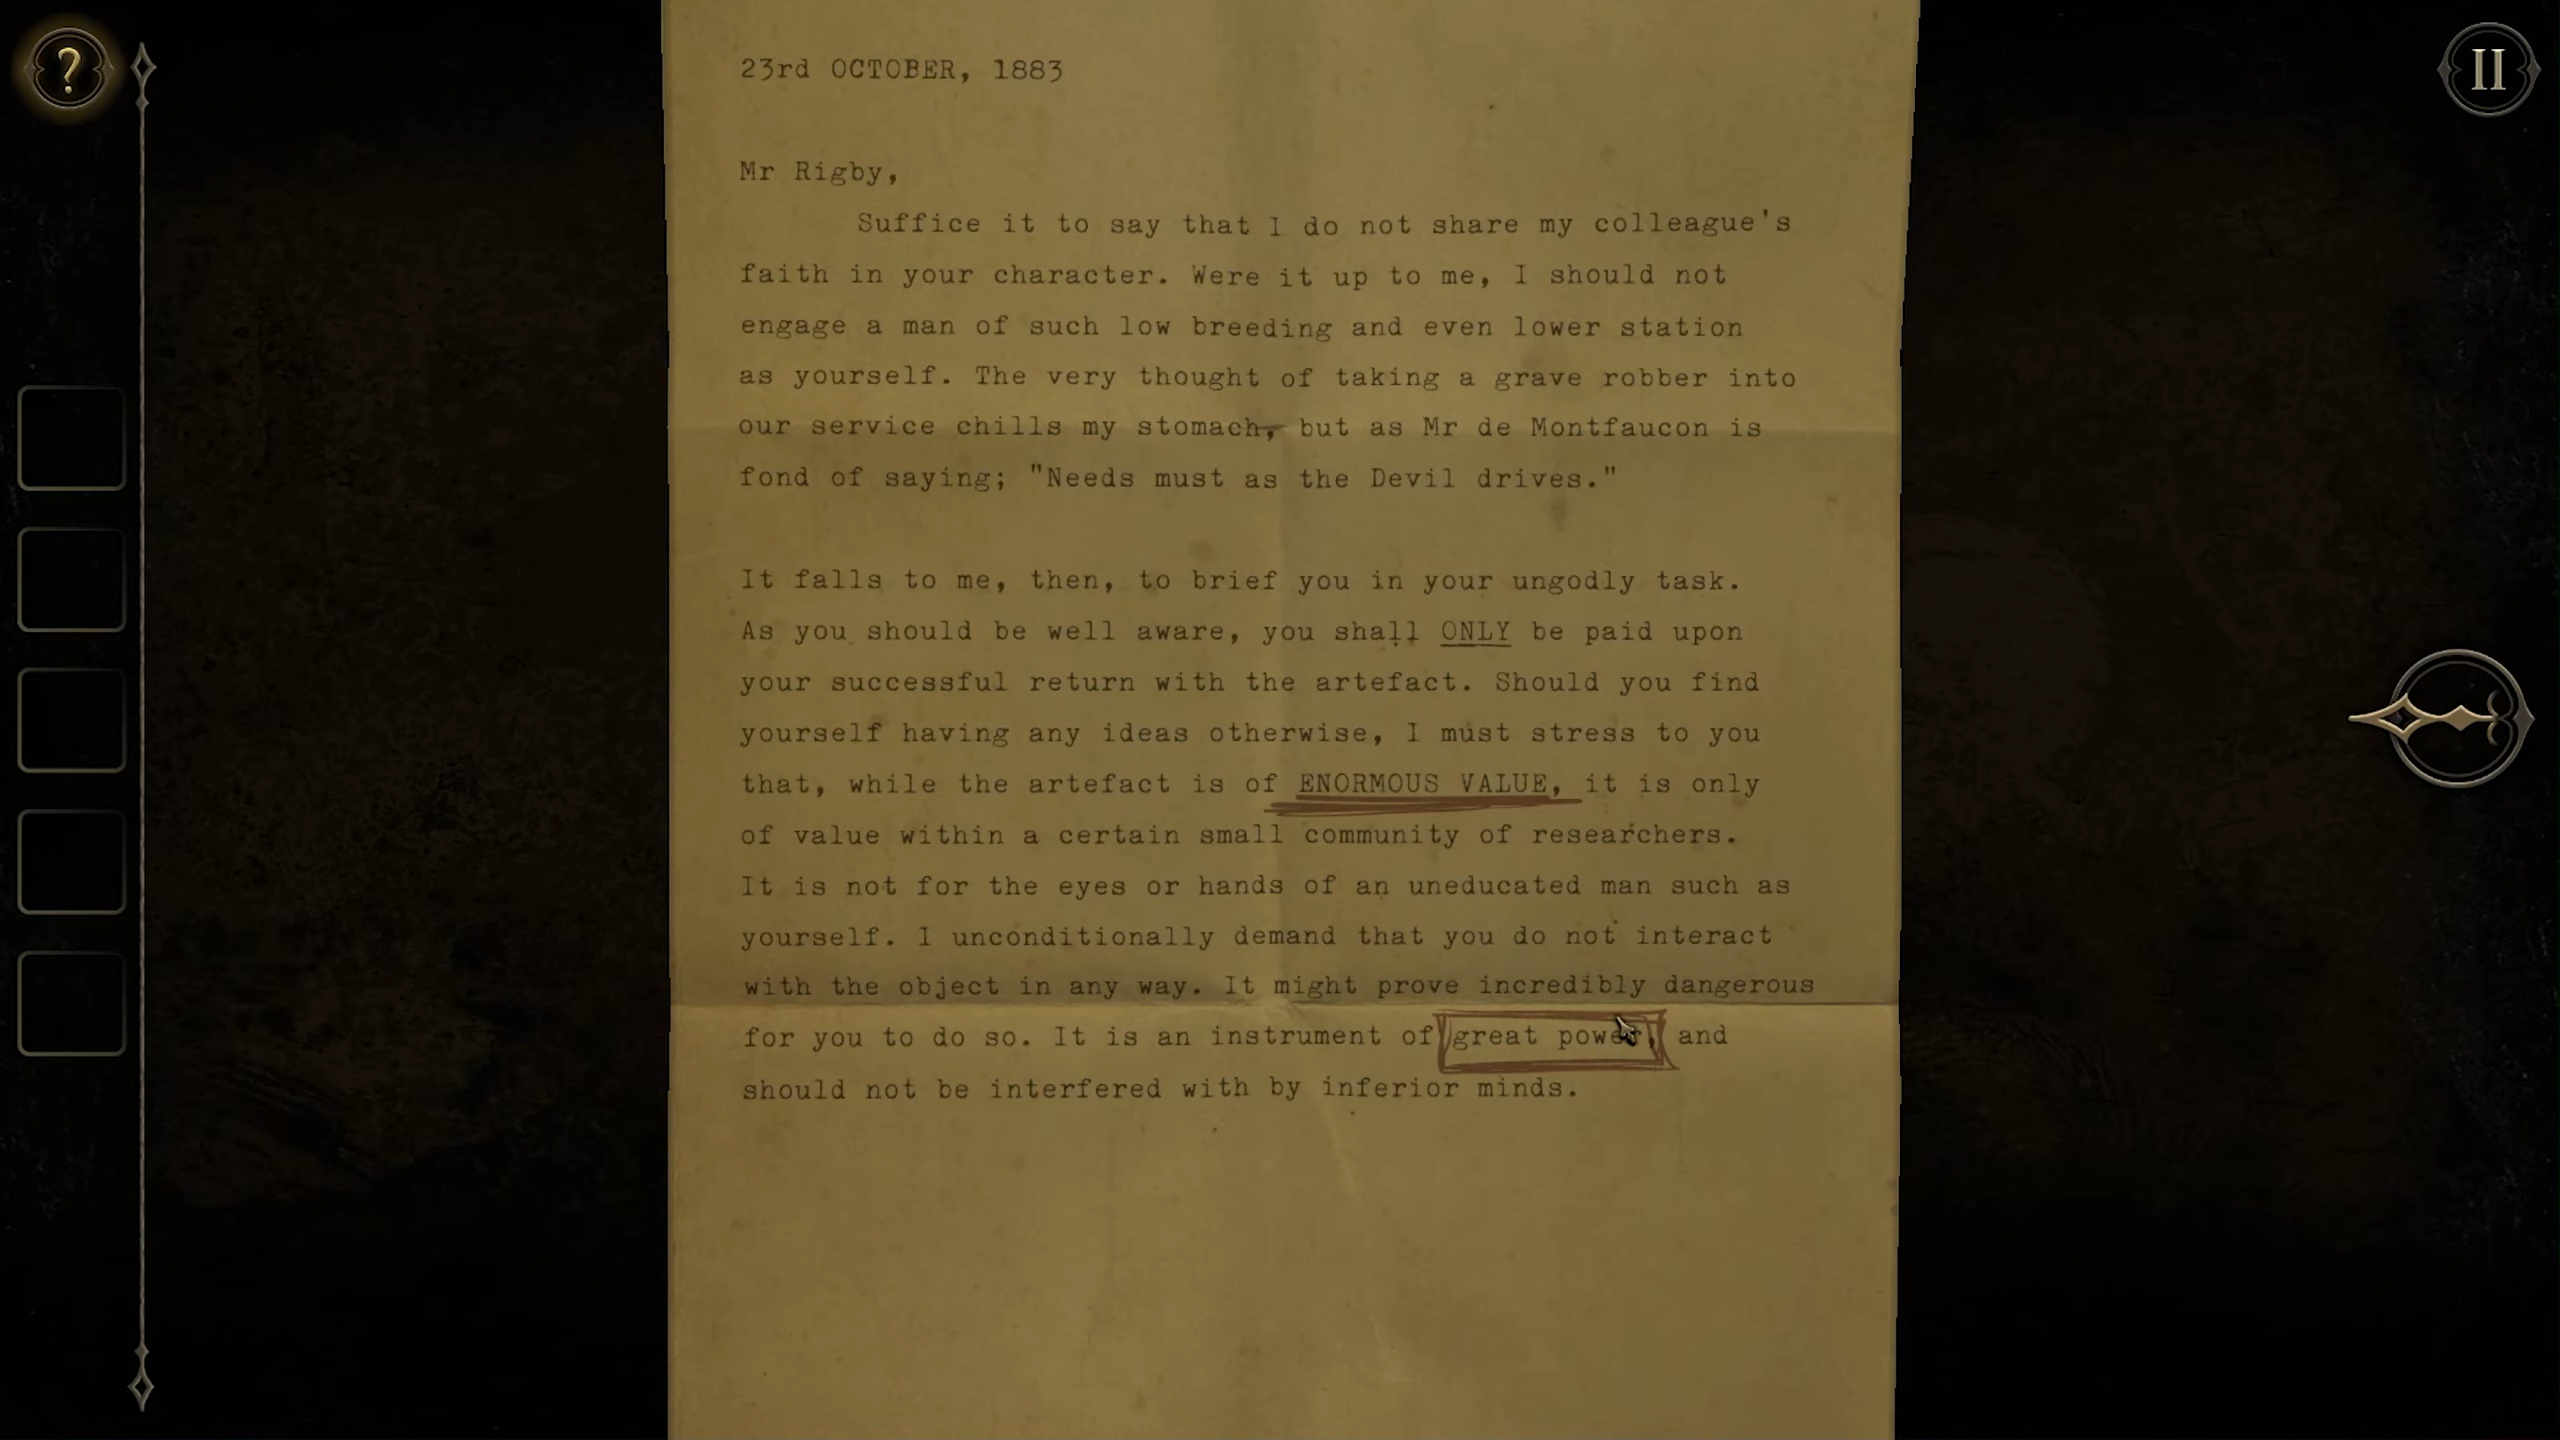 23rd OCTOBER, 1883
Mr Rigby,
Suffice it to say that I do not share my colleague's
faith in your character. Were it up to me, I should not
engage a man of such low breeding and even lower station
as yourself. The very thought of taking a grave robber into
our service chills my stomach, but as Mr de Montfaucon is
fond of saying; "Needs must as the Devil drives."
It falls to me, then, to brief you in your ungodly task.
As you should be well aware, you shall ONLY be paid upon
your successful return with the artefact. Should you find
yourself having any ideas otherwise, I must stress to you
that, while the artefact is of ENORMOUS VALUE, it is only
of value within a certain small community of researchers.
It is not for the eyes or hands of an uneducated man such as
yourself. I unconditionally demand that you do not interact
with the object in any way. It might prove incredibly dangerous
for you to do so. It is an instrument of great power, and
should not be interfered with by inferior minds.